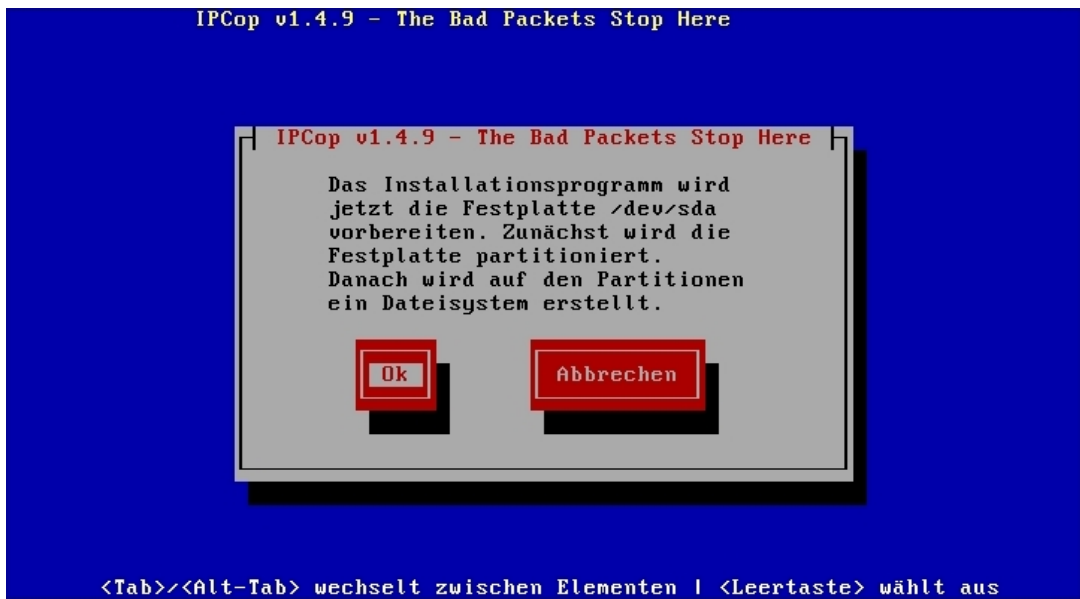 IPCop v1.4.9 - The Bad Packets Stop Here
IPCop v1.4.9 - The Bad Packets Stop Here
Das Installationsprogramm wird
jetzt die Festplatte /dev/sda
vorbereiten. Zunächst wird die
Festplatte partitioniert.
Danach wird auf den Partitionen
ein Dateisystem erstellt.
Ok Abbrechen
<Tab>/<Alt-Tab> wechselt zwischen Elementen | <Leertaste> wählt aus